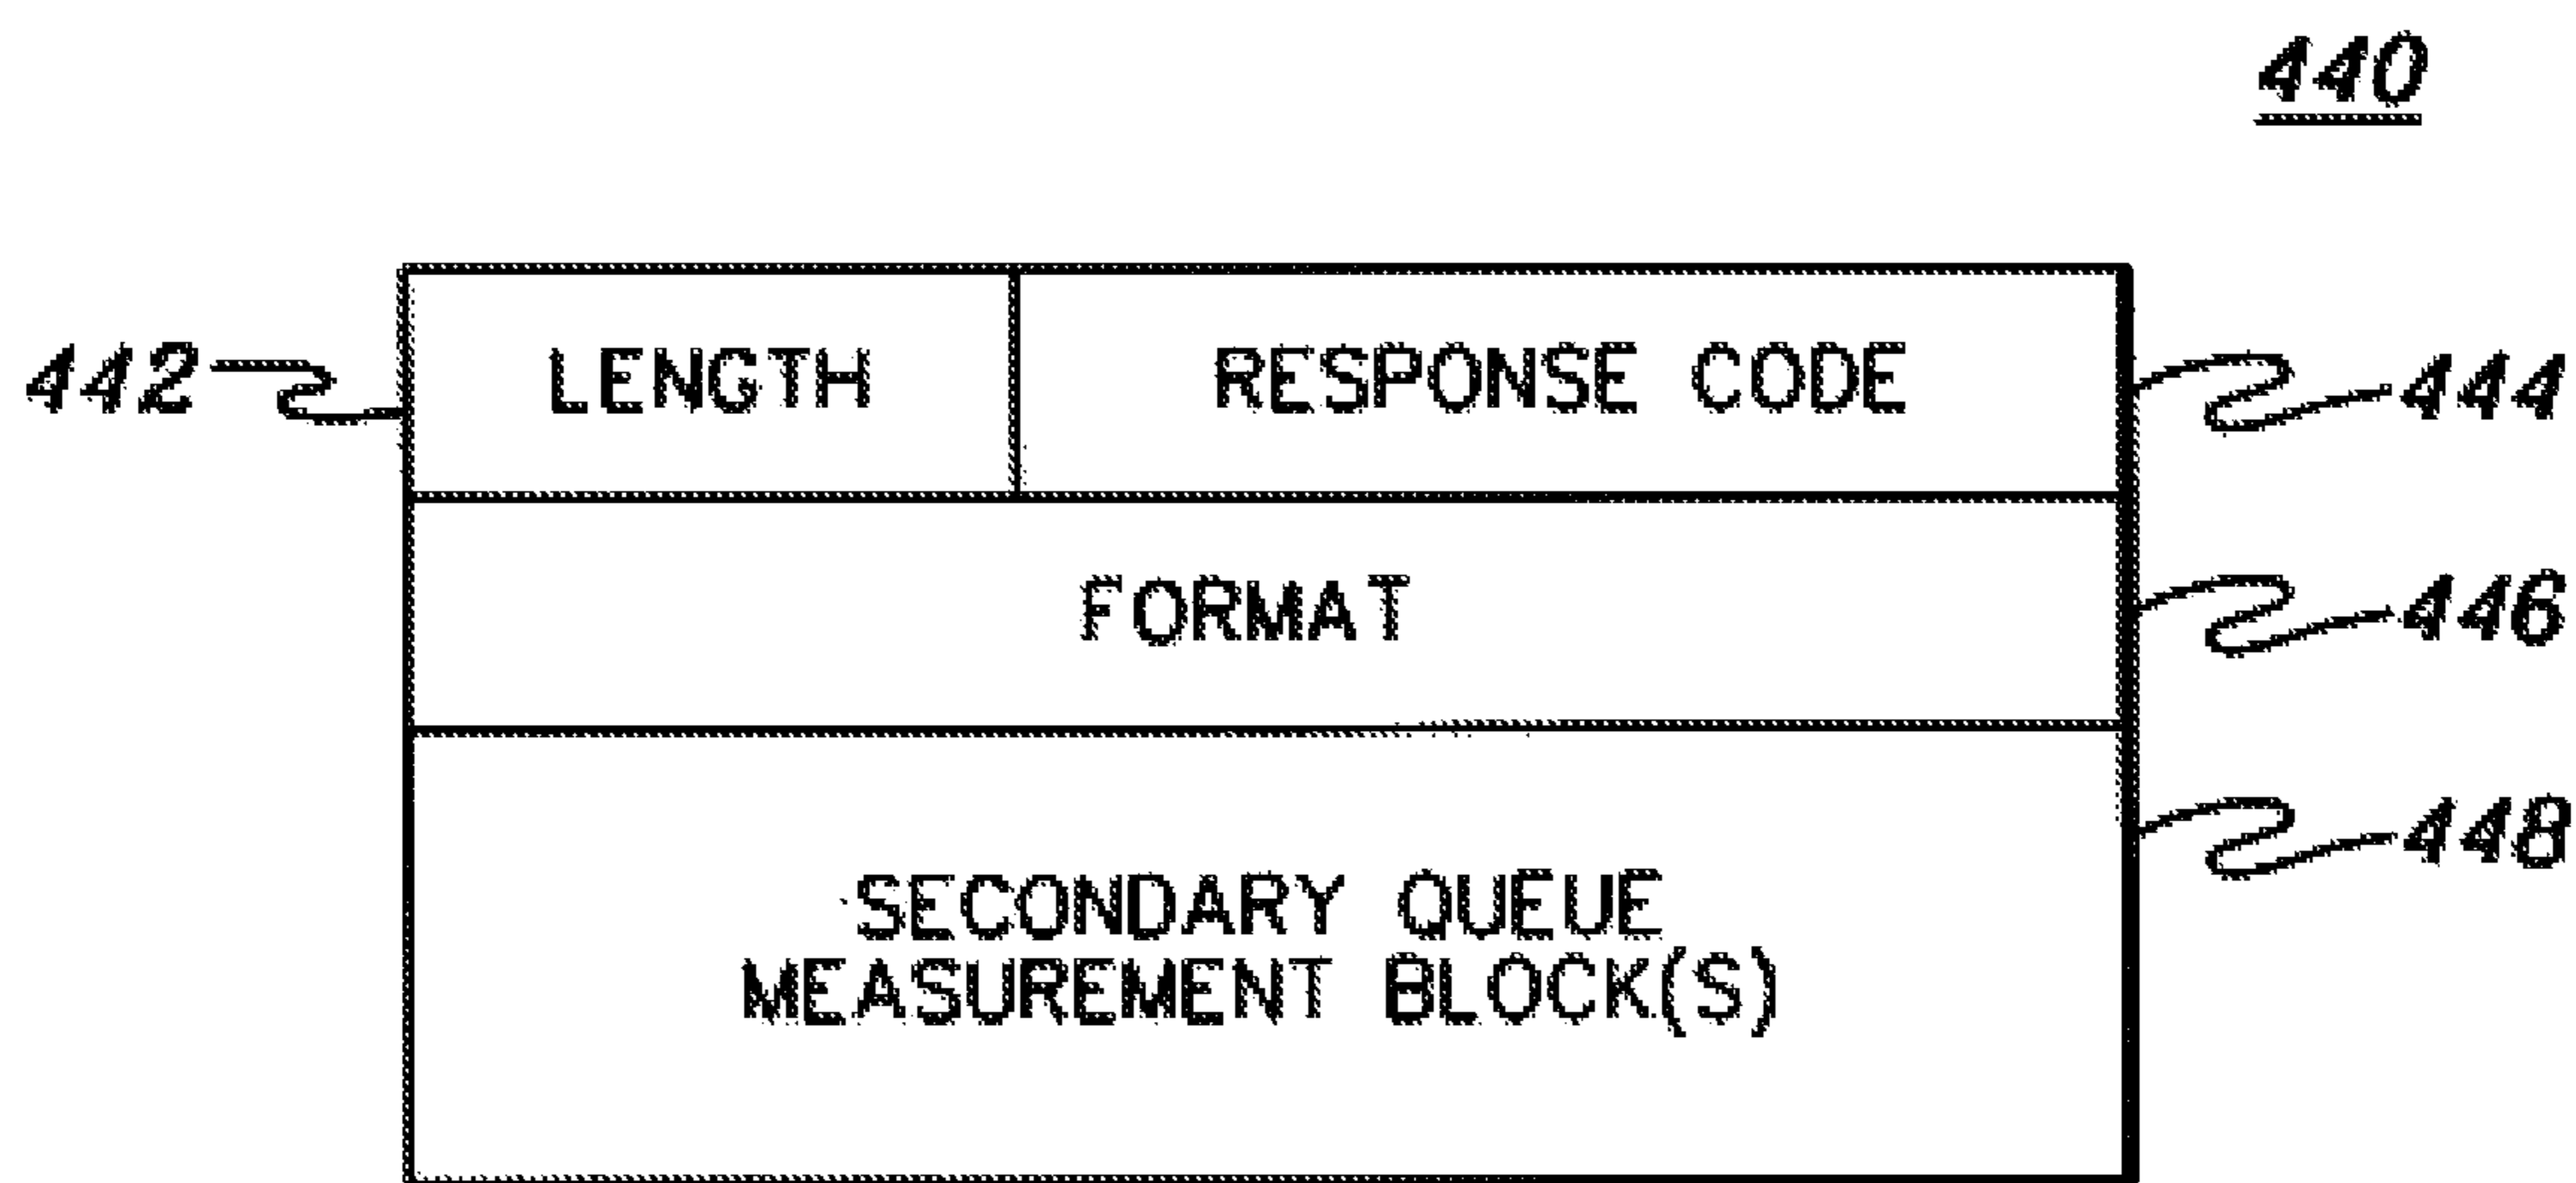 440
442 LENGTH RESPONSE CODE 444
FORMAT 446
448
SECONDARY QUEUE
MEASUREMENT BLOCK(S)